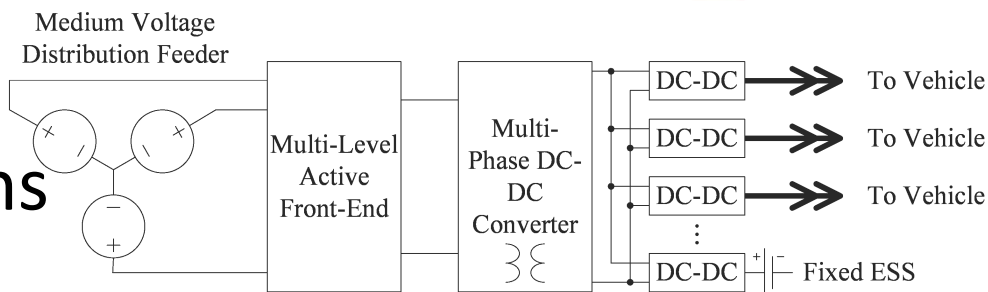 Medium Voltage
Distribution Feeder
ns
Multi-Level
Active
Front-End
Multi-
Phase DC-
DC
Converter
DC-DC
To Vehicle
DC-DC
To Vehicle
DC-DC
To Vehicle
DC-DC
Fixed ESS